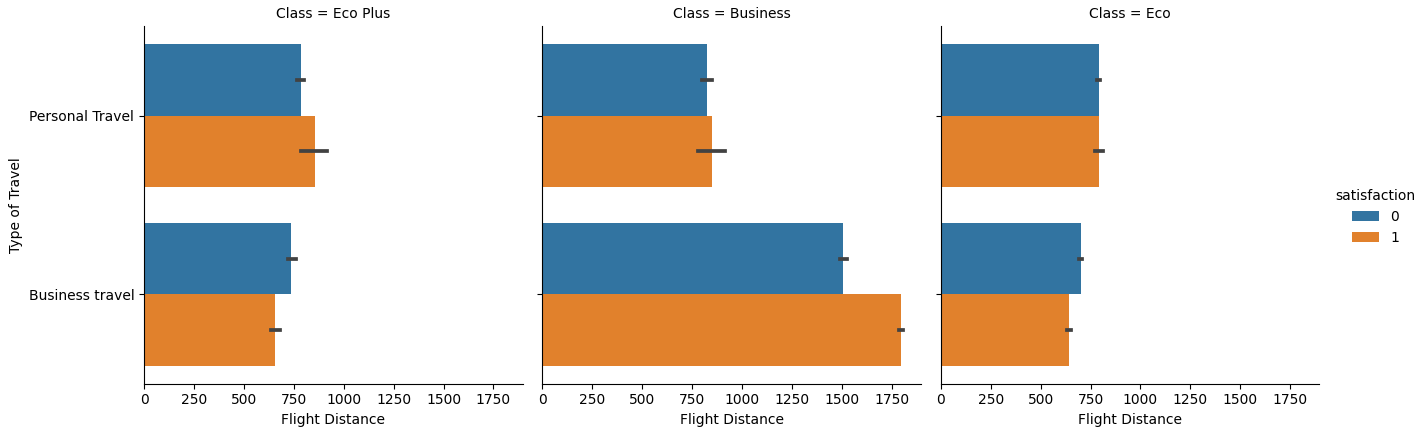 Class = Eco Plus
Class = Business
Class = Eco
Type of Travel
Personal Travel
Business travel
0 250 500 750 1000 1250 1500 1750
0 250 500 750 1000 1250 1500 1750
0 250 500 750 1000 1250 1500 1750
Flight Distance
Flight Distance
Flight Distance
satisfaction
0
1